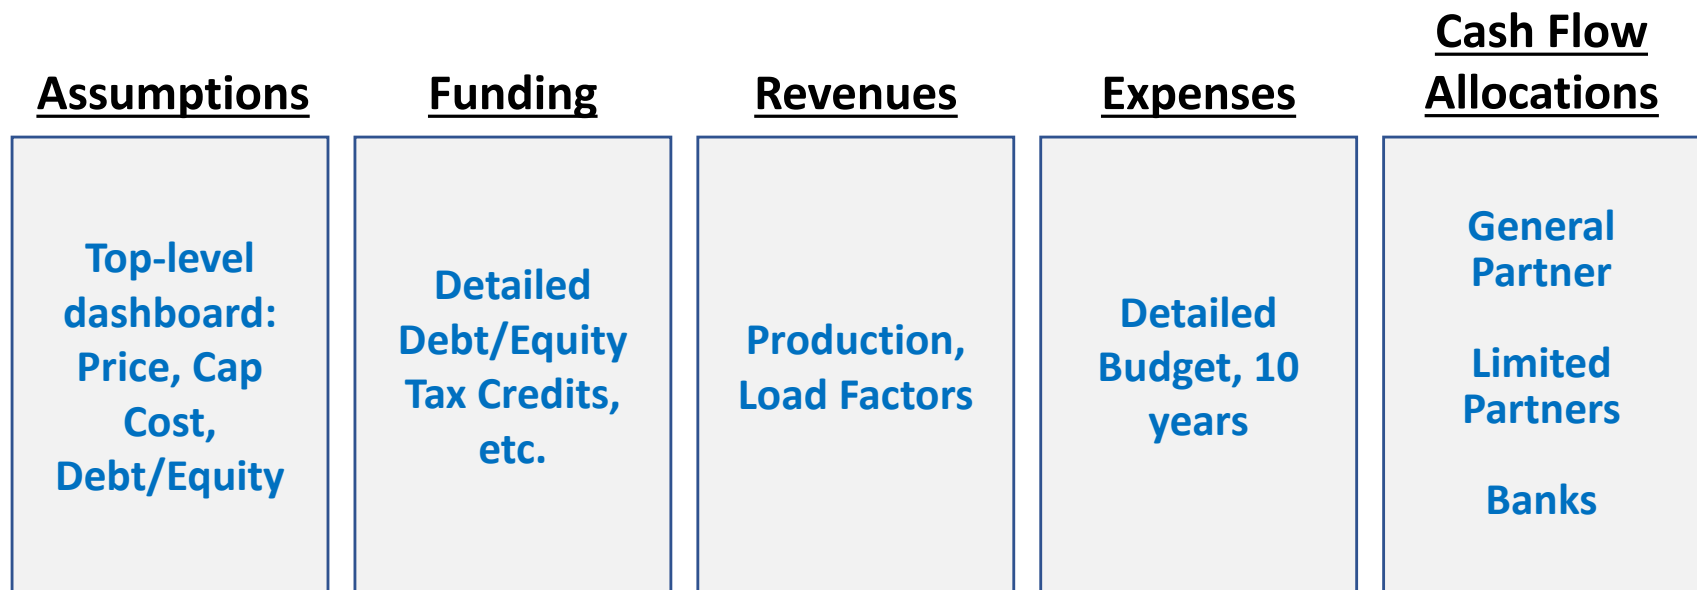 Assumptions
Top-level
dashboard:
Price, Cap
Cost,
Debt/Equity
Funding
Detailed
Debt/Equity
Tax Credits,
etc.
Revenues
Production,
Load Factors
Expenses
Detailed
Budget, 10
years
Cash Flow
Allocations
General
Partner
Limited
Partners
Banks